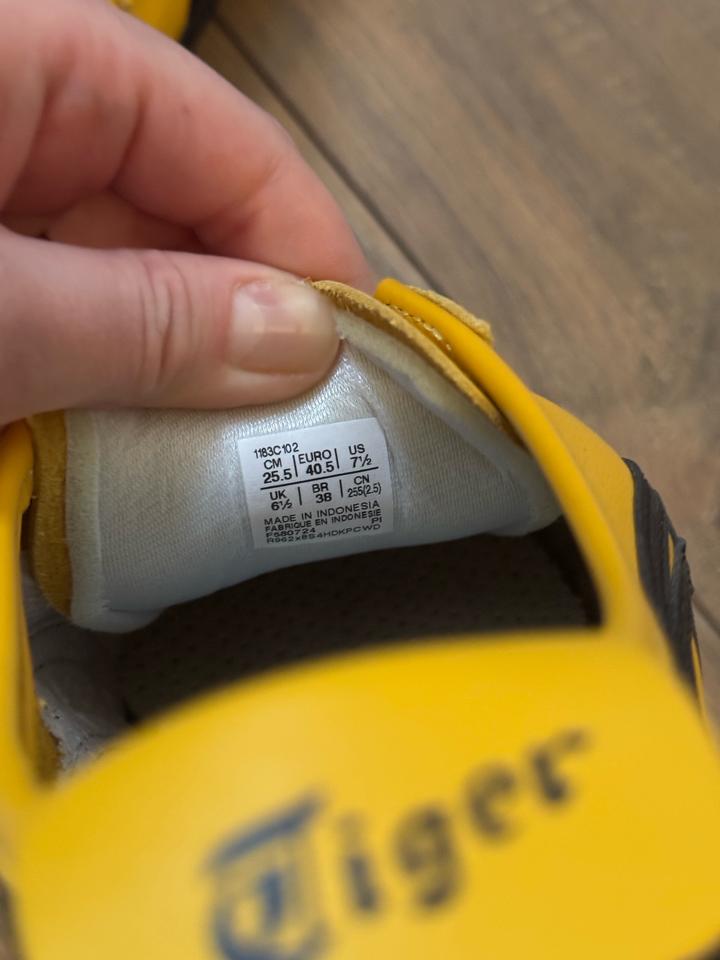 1183C102
CM EURO US
25.5 40.5 7½
UK BR CN
6½ 38 255(2.5)
MADE IN INDONESIA
FABRIQUE EN INDONESIE
F580724 PI
Tiger